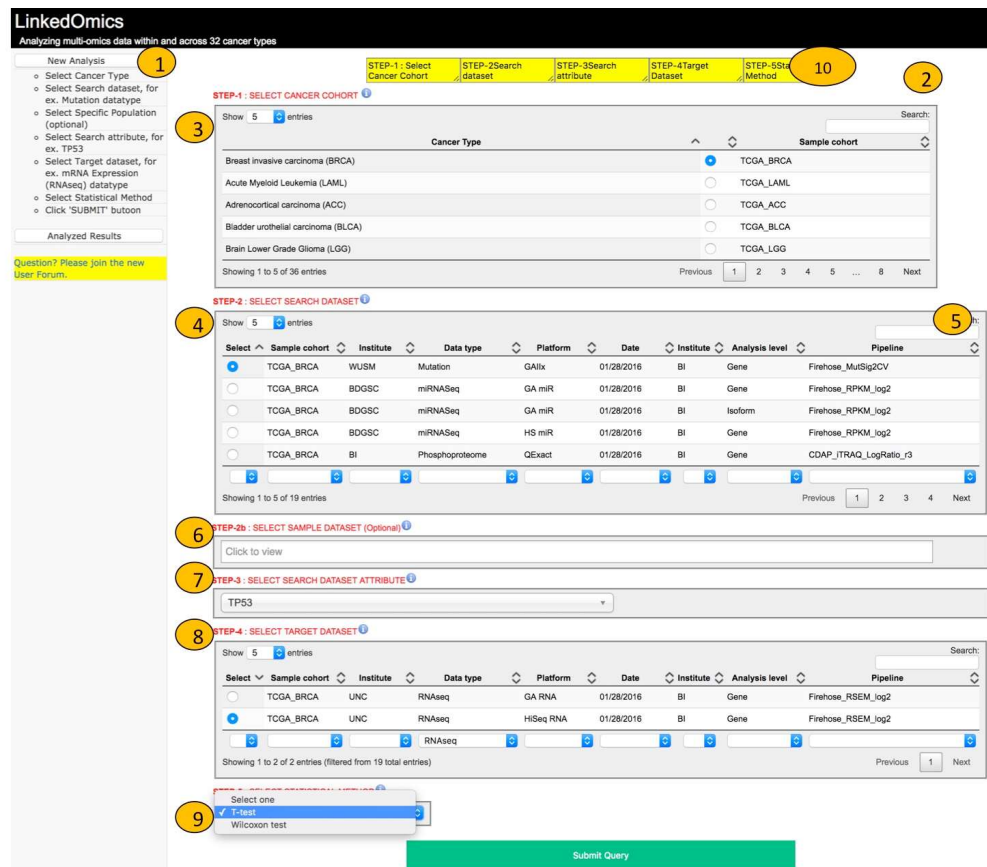 LinkedOmics
Analyzing multi-omics data within and across 32 cancer types
New Analysis
1
Select Cancer Type
Select Search dataset, for
ex. Mutation datatype
Select Specific Population
(optional)
Select Search attribute, for
ex. TP53
Select Target dataset, for
ex. mRNA Expression
(RNAseq) datatype
Select Statistical Method
Click 'SUBMIT' butoon
Analyzed Results
Question? Please join the new
User Forum.
STEP-1 : Select
Cancer Cohort
STEP-2Search
dataset
STEP-3Search
attribute
STEP-4Target
Dataset
STEP-5Sta
Method
10
2
STEP-1 : SELECT CANCER COHORT
3
Show 5 entries Search:
Cancer Type Sample cohort
Breast invasive carcinoma (BRCA) TCGA_BRCA
Acute Myeloid Leukemia (LAML) TCGA_LAML
Adrenocortical carcinoma (ACC) TCGA_ACC
Bladder urothelial carcinoma (BLCA) TCGA_BLCA
Brain Lower Grade Glioma (LGG) TCGA_LGG
Showing 1 to 5 of 36 entries Previous 1 2 3 4 5 ... 8 Next
STEP-2 : SELECT SEARCH DATASET
4
Show 5 entries 5 h:
Select Sample cohort Institute Data type Platform Date Institute Analysis level Pipeline
TCGA_BRCA WUSM Mutation GAIIx 01/28/2016 BI Gene Firehose_MutSig2CV
TCGA_BRCA BDGSC miRNASeq GA miR 01/28/2016 BI Gene Firehose_RPKM_log2
TCGA_BRCA BDGSC miRNASeq GA miR 01/28/2016 BI Isoform Firehose_RPKM_log2
TCGA_BRCA BDGSC miRNASeq HS miR 01/28/2016 BI Gene Firehose_RPKM_log2
TCGA_BRCA BI Phosphoproteome QExact 01/28/2016 BI Gene CDAP_iTRAQ_LogRatio_r3
Showing 1 to 5 of 19 entries Previous 1 2 3 4 Next
6
STEP-2b : SELECT SAMPLE DATASET (Optional)
Click to view
7
STEP-3 : SELECT SEARCH DATASET ATTRIBUTE
TP53
8
STEP-4 : SELECT TARGET DATASET
Show 5 entries Search:
Select Sample cohort Institute Data type Platform Date Institute Analysis level Pipeline
TCGA_BRCA UNC RNAseq GA RNA 01/28/2016 BI Gene Firehose_RSEM_log2
TCGA_BRCA UNC RNAseq HiSeq RNA 01/28/2016 BI Gene Firehose_RSEM_log2
RNAseq
Showing 1 to 2 of 2 entries (filtered from 19 total entries) Previous 1 Next
9
Select one
✓ T-test
Wilcoxon test
Submit Query